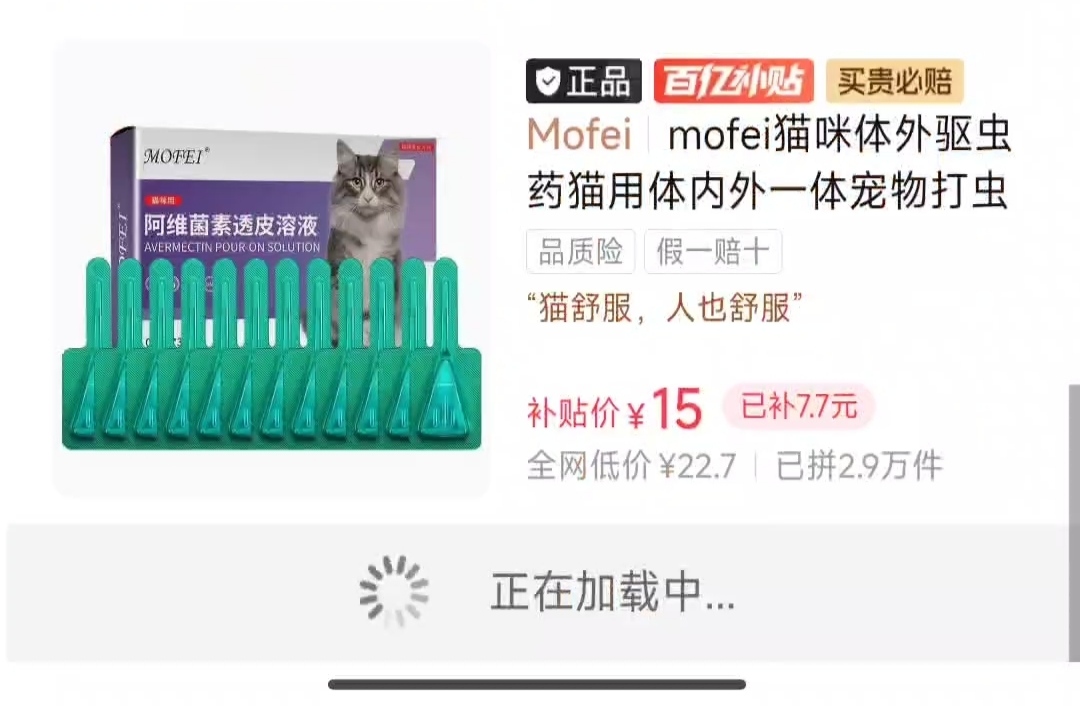 正品 百亿补贴 买贵必赔
Mofei | mofei猫咪体外驱虫
药猫用体内外一体宠物打虫
品质险 假一赔十
“猫舒服，人也舒服”
补贴价¥15 已补7.7元
全网低价¥22.7 | 已拼2.9万件
MOFEI®
猫咪用
阿维菌素透皮溶液
AVERMECTIN POUR-ON SOLUTION
正在加载中...